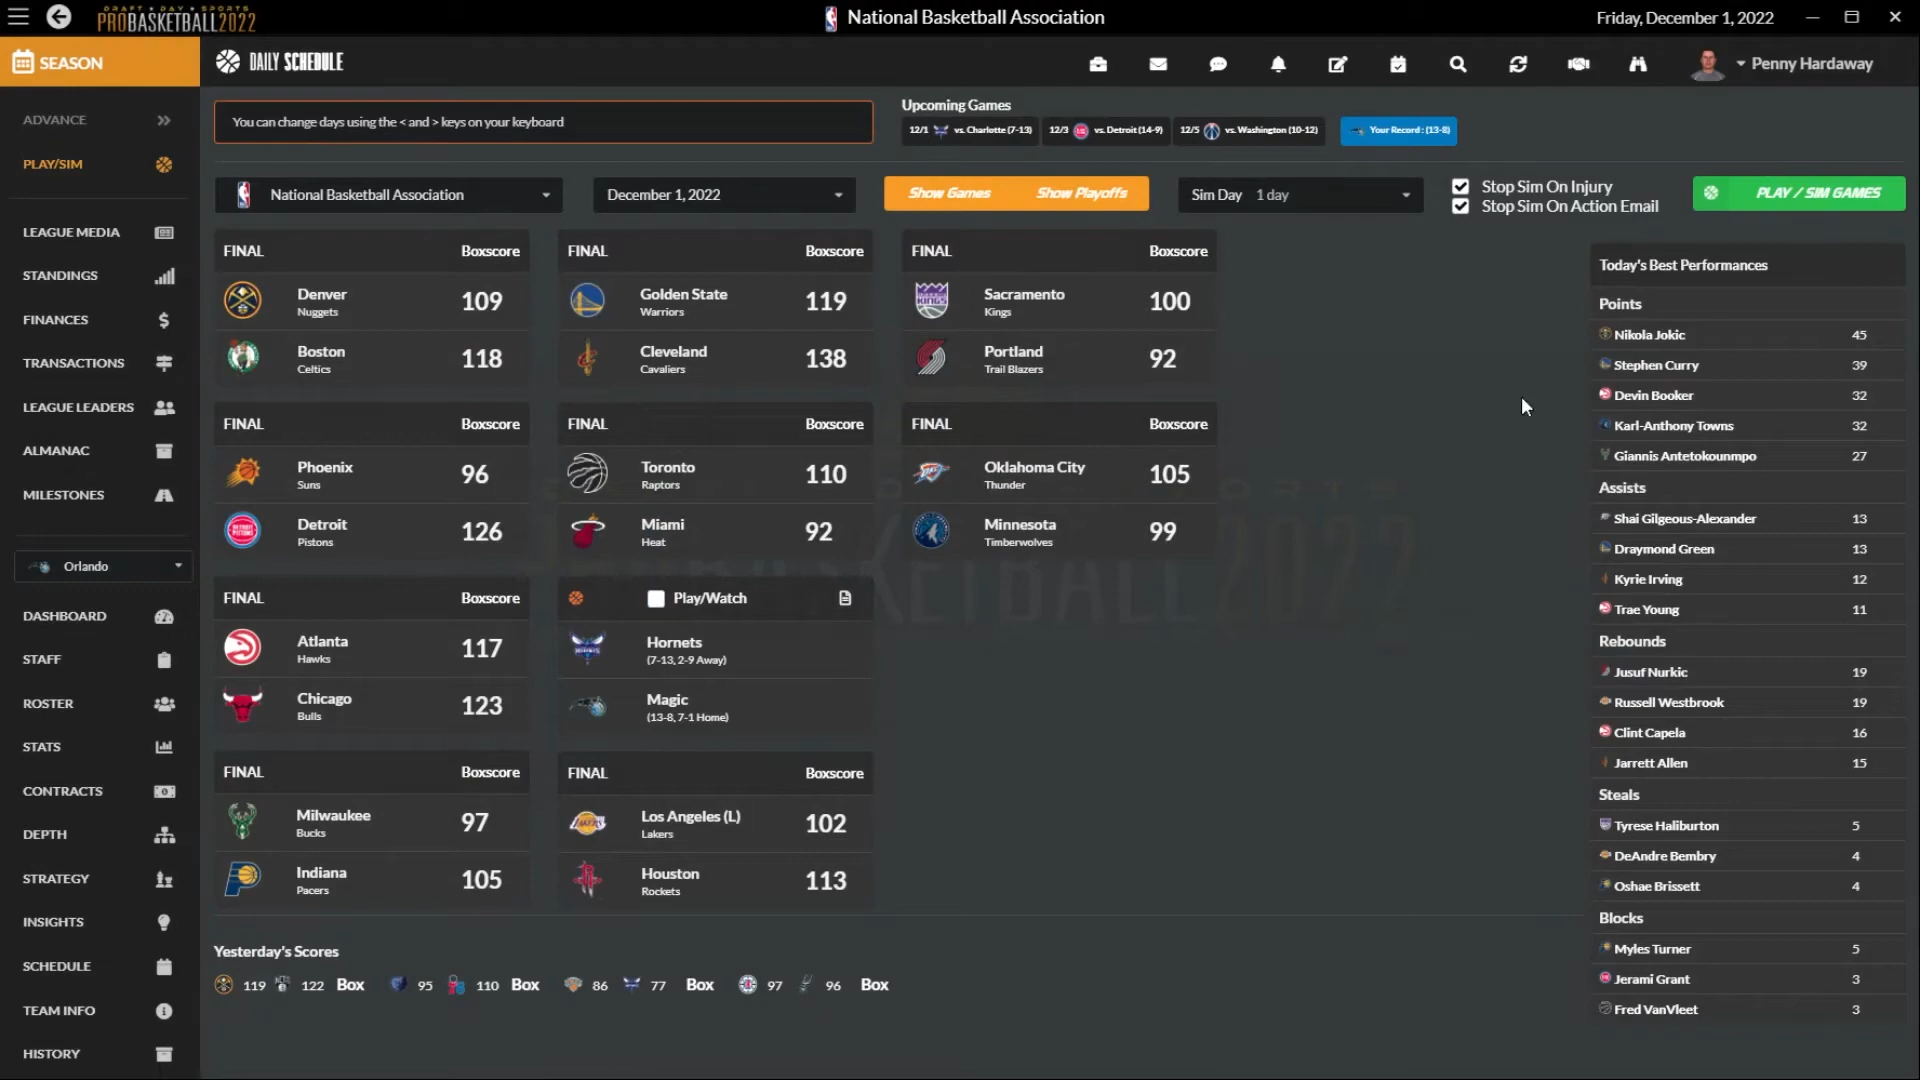 DRAFT DAY SPORTS
PROBASKETBALL2022
National Basketball Association
Friday, December 1, 2022
SEASON
DAILY SCHEDULE
Penny Hardaway
ADVANCE
PLAY/SIM
LEAGUE MEDIA
STANDINGS
FINANCES
TRANSACTIONS
LEAGUE LEADERS
ALMANAC
MILESTONES
Orlando
DASHBOARD
STAFF
ROSTER
STATS
CONTRACTS
DEPTH
STRATEGY
INSIGHTS
SCHEDULE
TEAM INFO
HISTORY
You can change days using the < and > keys on your keyboard
Upcoming Games
12/1 vs. Charlotte (7-13) 12/3 vs. Detroit (14-9) 12/5 vs. Washington (10-12) Your Record : (13-8)
National Basketball Association
December 1, 2022
Show Games Show Playoffs
Sim Day 1 day
Stop Sim On Injury
Stop Sim On Action Email
PLAY / SIM GAMES
FINAL Boxscore
Denver 109
Nuggets
Boston 118
Celtics
FINAL Boxscore
Golden State 119
Warriors
Cleveland 138
Cavaliers
FINAL Boxscore
Sacramento 100
Kings
Portland 92
Trail Blazers
FINAL Boxscore
Phoenix 96
Suns
Detroit 126
Pistons
FINAL Boxscore
Toronto 110
Raptors
Miami 92
Heat
FINAL Boxscore
Oklahoma City 105
Thunder
Minnesota 99
Timberwolves
FINAL Boxscore
Atlanta 117
Hawks
Chicago 123
Bulls
Play/Watch
Hornets
(7-13, 2-9 Away)
Magic
(13-8, 7-1 Home)
FINAL Boxscore
Milwaukee 97
Bucks
Indiana 105
Pacers
FINAL Boxscore
Los Angeles (L) 102
Lakers
Houston 113
Rockets
Yesterday's Scores
119 122 Box 95 110 Box 86 77 Box 97 96 Box
Today's Best Performances
Points
Nikola Jokic 45
Stephen Curry 39
Devin Booker 32
Karl-Anthony Towns 32
Giannis Antetokounmpo 27
Assists
Shai Gilgeous-Alexander 13
Draymond Green 13
Kyrie Irving 12
Trae Young 11
Rebounds
Jusuf Nurkic 19
Russell Westbrook 19
Clint Capela 16
Jarrett Allen 15
Steals
Tyrese Haliburton 5
DeAndre Bembry 4
Oshae Brissett 4
Blocks
Myles Turner 5
Jerami Grant 3
Fred VanVleet 3